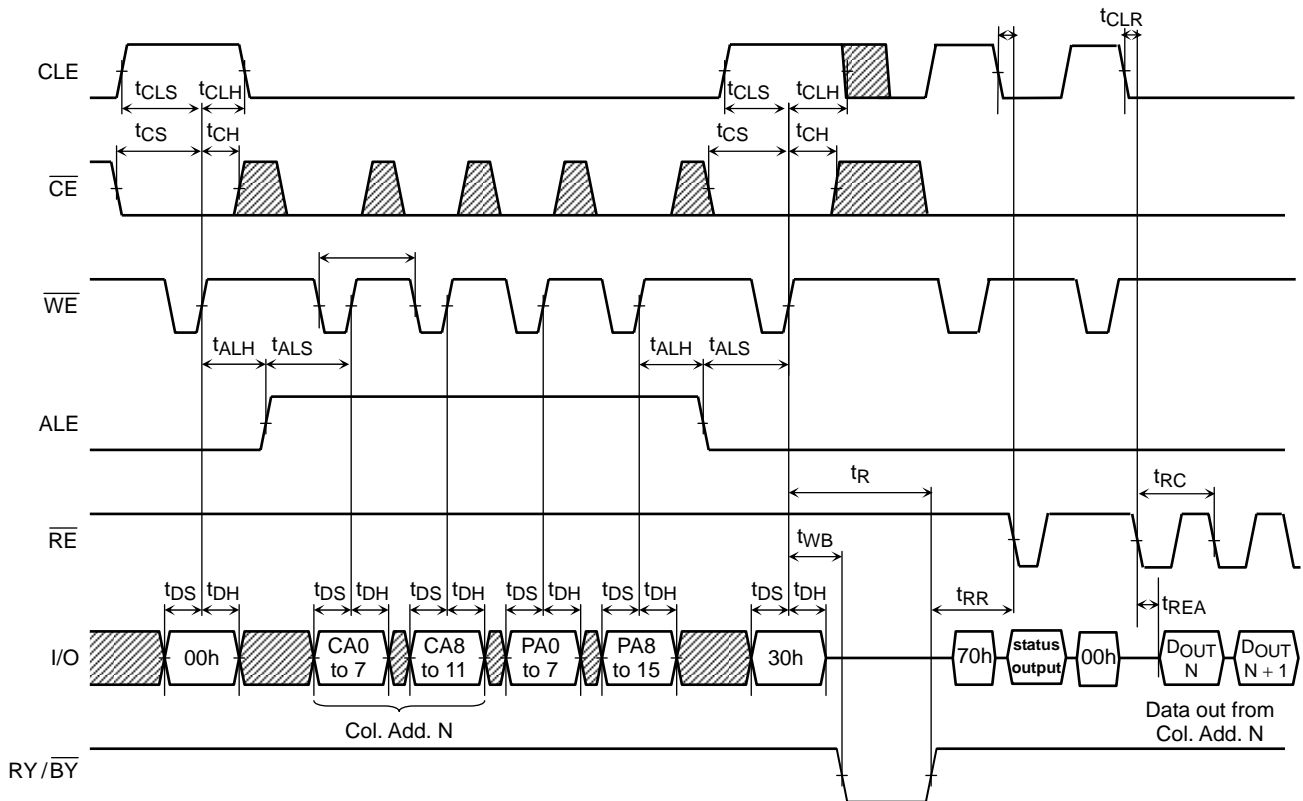 tCLR
CLE
tCLS tCLH tCLS tCLH
tCS tCH tCS tCH
CE
WE
tALH tALS tALH tALS
ALE
tR
tRC
RE
tWB
tDS tDH tDS tDH tDS tDH tDS tDH tDS tDH tDS tDH
tRR
tREA
I/O
00h
CA0
to 7
CA8
to 11
PA0
to 7
PA8
to 15
30h
70h
status
output
00h
DOUT
N
DOUT
N + 1
Col. Add. N
Data out from
Col. Add. N
RY / BY